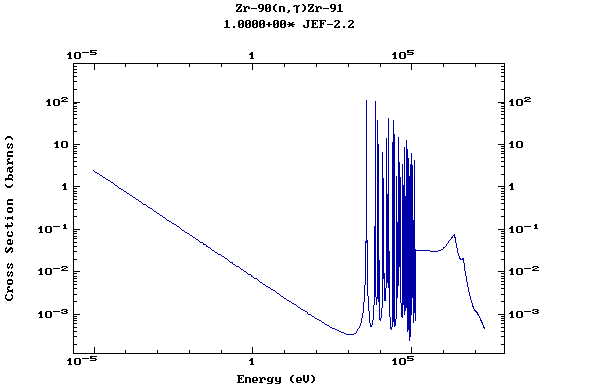 Zr-90(n,γ)Zr-91
1.0000+00* JEF-2.2
10⁻⁵ 1 10⁵
10² 10²
10 10
1 1
10⁻¹ 10⁻¹
10⁻² 10⁻²
10⁻³ 10⁻³
Cross Section (barns)
10⁻⁵ 1 10⁵
Energy (eV)